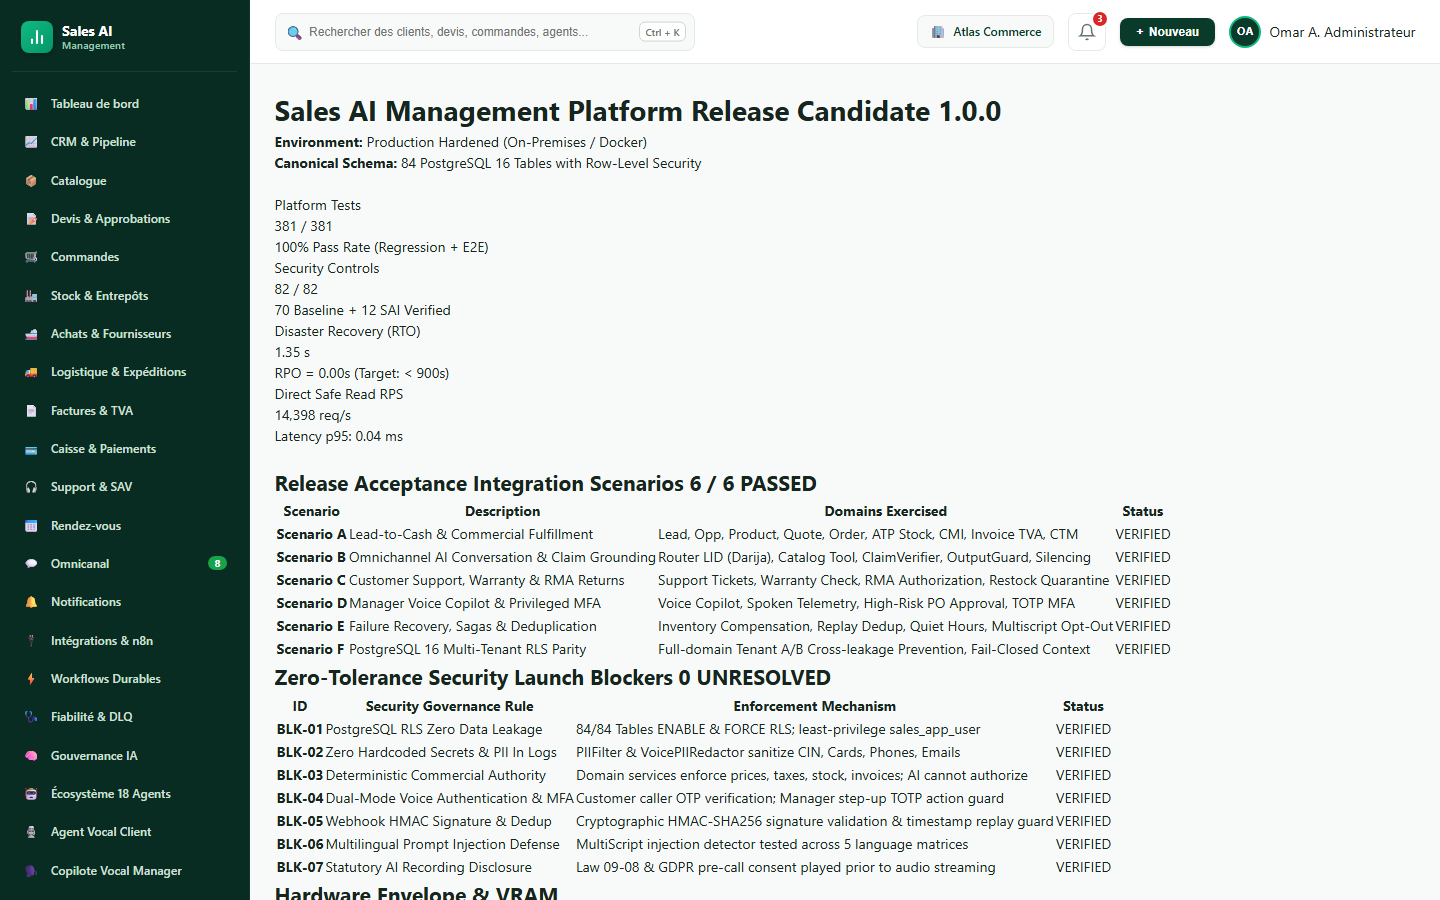 Sales AI
Management
Tableau de bord
CRM & Pipeline
Catalogue
Devis & Approbations
Commandes
Stock & Entrepôts
Achats & Fournisseurs
Logistique & Expéditions
Factures & TVA
Caisse & Paiements
Support & SAV
Rendez-vous
Omnicanal 8
Notifications
Intégrations & n8n
Workflows Durables
Fiabilité & DLQ
Gouvernance IA
Écosystème 18 Agents
Agent Vocal Client
Copilote Vocal Manager
Rechercher des clients, devis, commandes, agents... Ctrl + K
Atlas Commerce
3
+ Nouveau
OA
Omar A. Administrateur
Sales AI Management Platform Release Candidate 1.0.0
Environment: Production Hardened (On-Premises / Docker)
Canonical Schema: 84 PostgreSQL 16 Tables with Row-Level Security
Platform Tests
381 / 381
100% Pass Rate (Regression + E2E)
Security Controls
82 / 82
70 Baseline + 12 SAI Verified
Disaster Recovery (RTO)
1.35 s
RPO = 0.00s (Target: < 900s)
Direct Safe Read RPS
14,398 req/s
Latency p95: 0.04 ms
Release Acceptance Integration Scenarios 6 / 6 PASSED
Scenario Description Domains Exercised Status
Scenario A Lead-to-Cash & Commercial Fulfillment Lead, Opp, Product, Quote, Order, ATP Stock, CMI, Invoice TVA, CTM VERIFIED
Scenario B Omnichannel AI Conversation & Claim Grounding Router LID (Darija), Catalog Tool, ClaimVerifier, OutputGuard, Silencing VERIFIED
Scenario C Customer Support, Warranty & RMA Returns Support Tickets, Warranty Check, RMA Authorization, Restock Quarantine VERIFIED
Scenario D Manager Voice Copilot & Privileged MFA Voice Copilot, Spoken Telemetry, High-Risk PO Approval, TOTP MFA VERIFIED
Scenario E Failure Recovery, Sagas & Deduplication Inventory Compensation, Replay Dedup, Quiet Hours, Multiscript Opt-Out VERIFIED
Scenario F PostgreSQL 16 Multi-Tenant RLS Parity Full-domain Tenant A/B Cross-leakage Prevention, Fail-Closed Context VERIFIED
Zero-Tolerance Security Launch Blockers 0 UNRESOLVED
ID Security Governance Rule Enforcement Mechanism Status
BLK-01 PostgreSQL RLS Zero Data Leakage 84/84 Tables ENABLE & FORCE RLS; least-privilege sales_app_user VERIFIED
BLK-02 Zero Hardcoded Secrets & PII In Logs PIIFilter & VoicePIIRedactor sanitize CIN, Cards, Phones, Emails VERIFIED
BLK-03 Deterministic Commercial Authority Domain services enforce prices, taxes, stock, invoices; AI cannot authorize VERIFIED
BLK-04 Dual-Mode Voice Authentication & MFA Customer caller OTP verification; Manager step-up TOTP action guard VERIFIED
BLK-05 Webhook HMAC Signature & Dedup Cryptographic HMAC-SHA256 signature validation & timestamp replay guard VERIFIED
BLK-06 Multilingual Prompt Injection Defense MultiScript injection detector tested across 5 language matrices VERIFIED
BLK-07 Statutory AI Recording Disclosure Law 09-08 & GDPR pre-call consent played prior to audio streaming VERIFIED
Hardware Envelope & VRAM